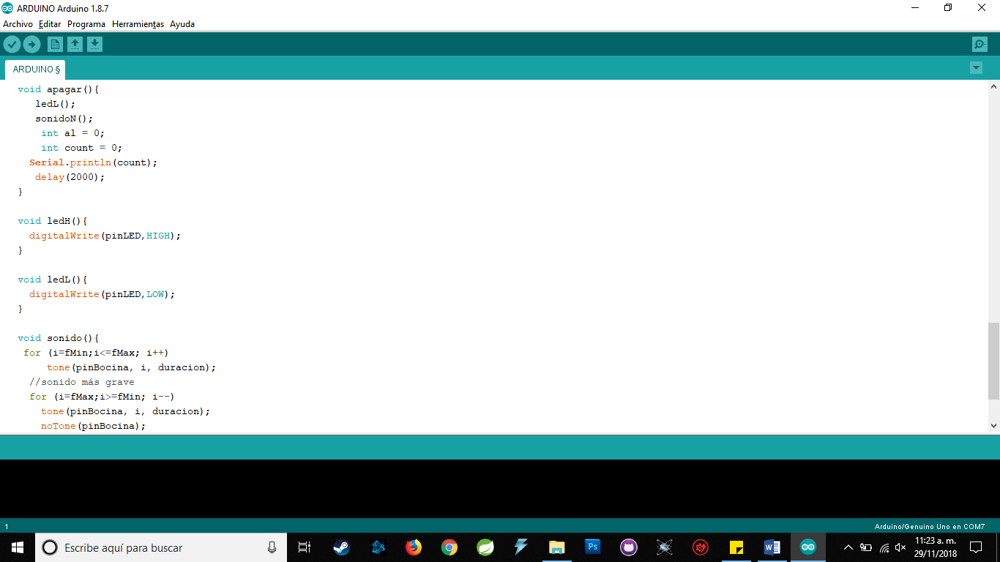 ARDUINO Arduino 1.8.7
Archivo Editar Programa Herramientas Ayuda
ARDUINO §
void apagar(){
ledL();
sonidoN();
int al = 0;
int count = 0;
Serial.println(count);
delay(2000);
}
void ledH(){
digitalWrite(pinLED,HIGH);
}
void ledL(){
digitalWrite(pinLED,LOW);
}
void sonido(){
for (i=fMin;i<=fMax; i++)
tone(pinBocina, i, duracion);
//sonido más grave
for (i=fMax;i>=fMin; i--)
tone(pinBocina, i, duracion);
noTone(pinBocina);
1
Arduino/Genuino Uno en COM7
Escribe aquí para buscar
Ps
11:23 a. m.
29/11/2018